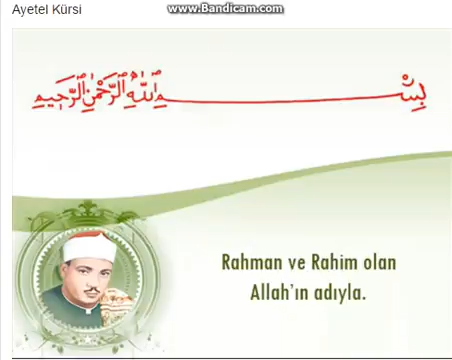 Ayetel Kürsi
www.Bandicam.com
بِسْمِ اللّٰهِ الرَّحْمٰنِ الرَّحِيمِ
Rahman ve Rahim olan
Allah'ın adıyla.